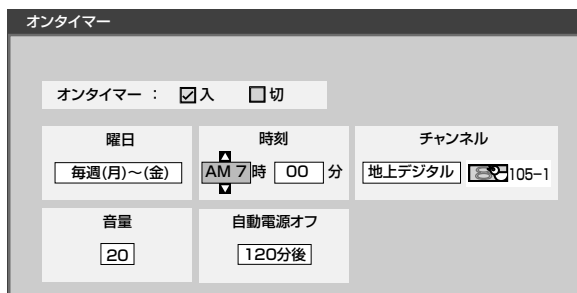 オンタイマー
オンタイマー : 入 切
曜日
毎週(月)〜(金)
時刻
AM 7 時 00 分
チャンネル
地上デジタル 105-1
音量
20
自動電源オフ
120分後